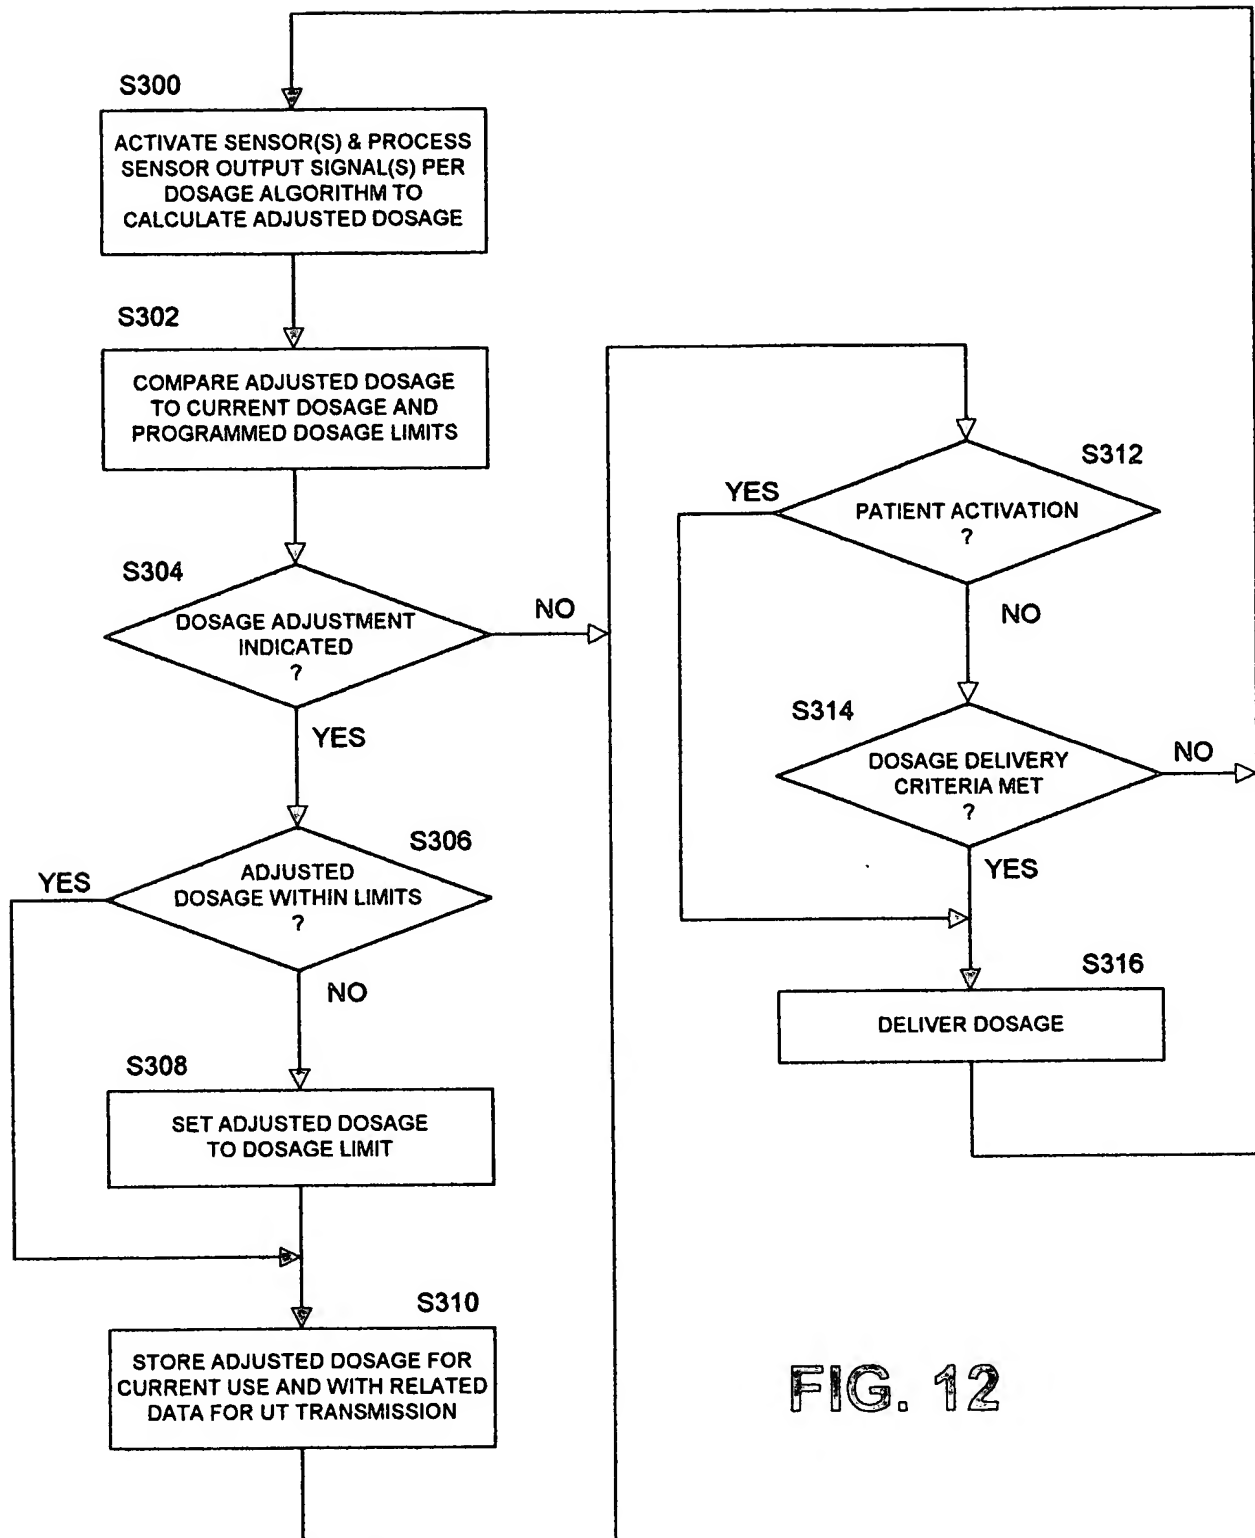 S300
ACTIVATE SENSOR(S) & PROCESS
SENSOR OUTPUT SIGNAL(S) PER
DOSAGE ALGORITHM TO
CALCULATE ADJUSTED DOSAGE
S302
COMPARE ADJUSTED DOSAGE
TO CURRENT DOSAGE AND
PROGRAMMED DOSAGE LIMITS
S304
DOSAGE ADJUSTMENT
INDICATED
?
NO
YES
S306
ADJUSTED
DOSAGE WITHIN LIMITS
?
YES
NO
S308
SET ADJUSTED DOSAGE
TO DOSAGE LIMIT
S310
STORE ADJUSTED DOSAGE FOR
CURRENT USE AND WITH RELATED
DATA FOR UT TRANSMISSION
S312
PATIENT ACTIVATION
?
YES
NO
S314
DOSAGE DELIVERY
CRITERIA MET
?
NO
YES
S316
DELIVER DOSAGE
FIG. 12